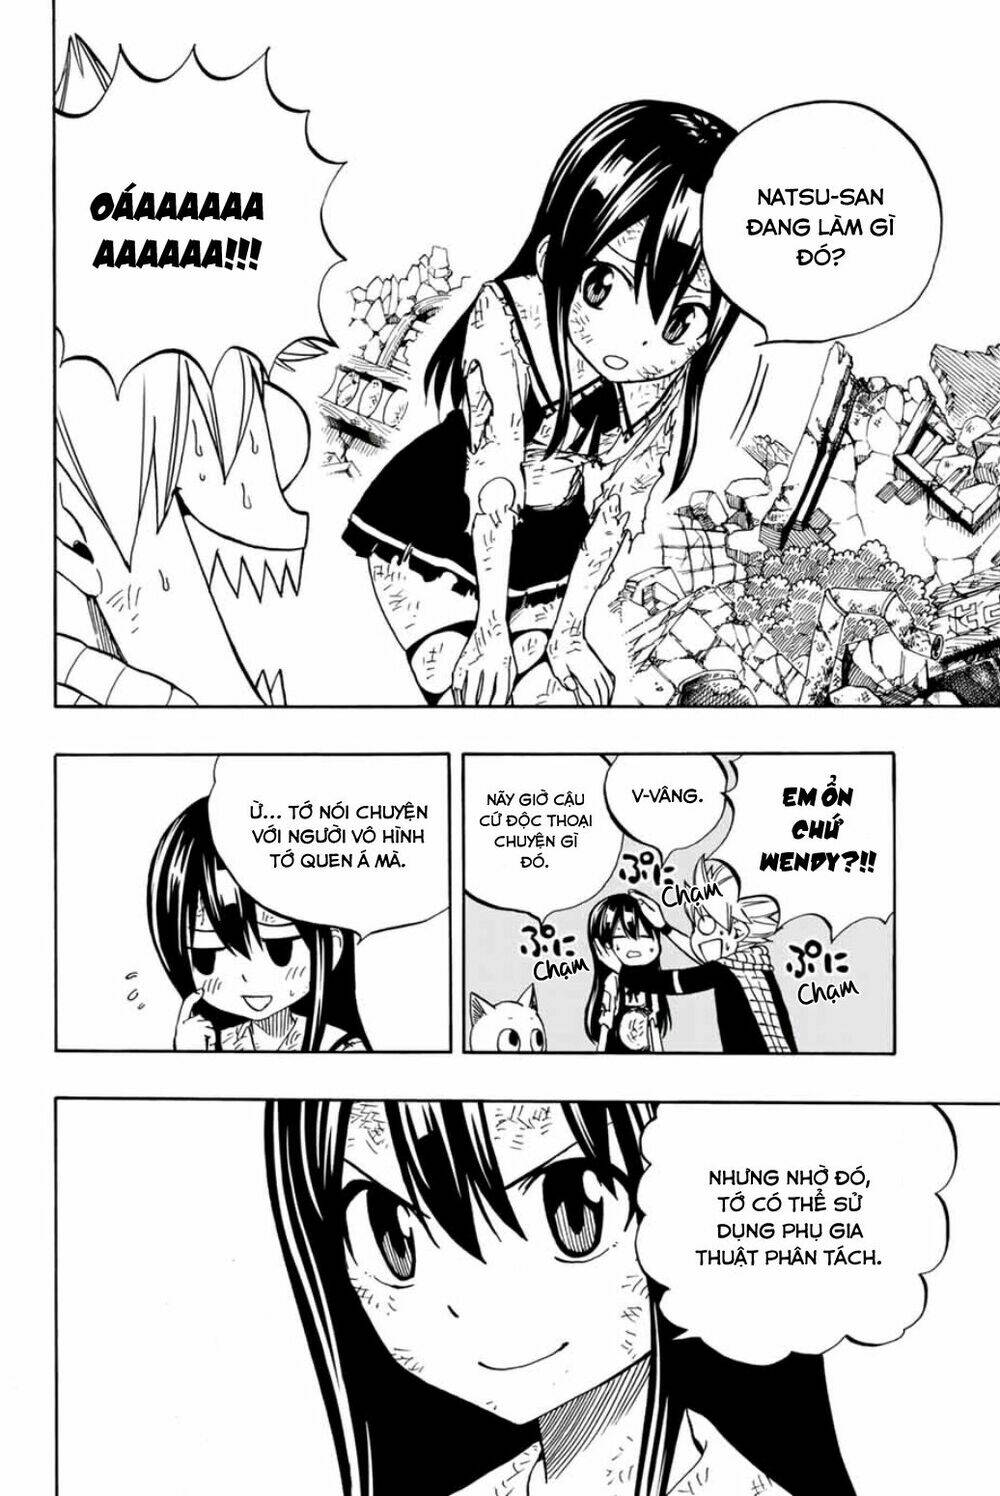 NATSU-SAN
ĐANG LÀM GÌ
ĐÓ?
OÁAAAAAA
AAAAAA!!!
EM ỔN
CHỨ
WENDY?!!
V-VÂNG.
NÃY GIỜ CẬU
CỨ ĐỘC THOẠI
CHUYỆN GÌ
ĐÓ.
ぷに
Chạm
ぷに
Chạm
ぷに
Chạm
Ừ... TỚ NÓI CHUYỆN
VỚI NGƯỜI VÔ HÌNH
TỚ QUEN Á MÀ.
NHƯNG NHỜ ĐÓ,
TỚ CÓ THỂ SỬ
DỤNG PHỤ GIA
THUẬT PHÂN TÁCH.